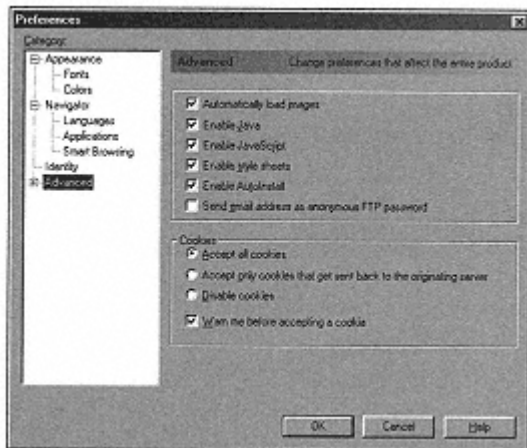 Preferences
Category:
Appearance
Fonts
Colors
Navigator
Languages
Applications
Smart Browsing
Identity
Advanced
Advanced Change preferences that affect the entire product
Automatically load images
Enable Java
Enable JavaScript
Enable style sheets
Enable AutoInstall
Send email address as anonymous FTP password
Cookies
Accept all cookies
Accept only cookies that get sent back to the originating server
Disable cookies
Warn me before accepting a cookie
OK Cancel Help